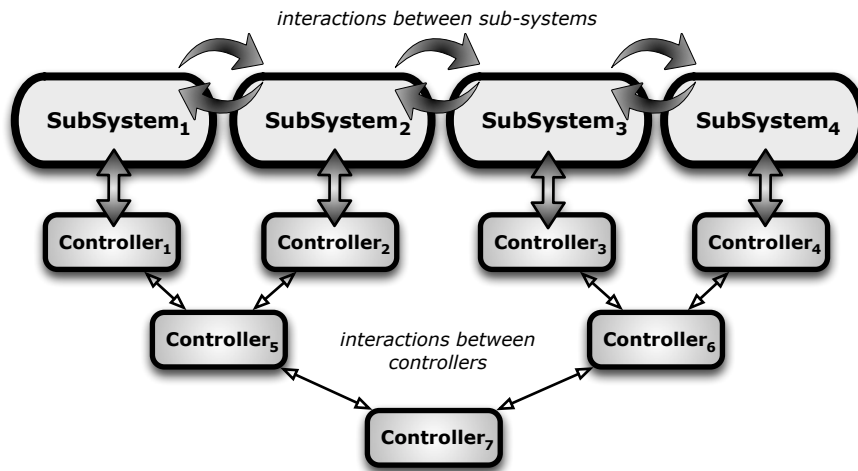 interactions between sub-systems
SubSystem₁ SubSystem₂ SubSystem₃ SubSystem₄
Controller₁ Controller₂ Controller₃ Controller₄
Controller₅ interactions between Controller₆
controllers
Controller₇